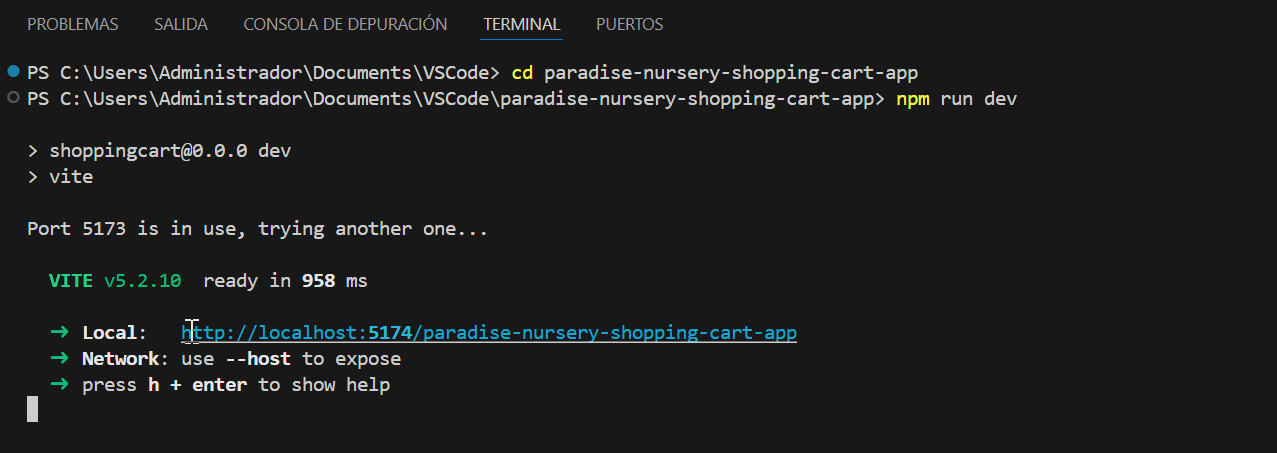 PROBLEMAS SALIDA CONSOLA DE DEPURACIÓN TERMINAL PUERTOS
PS C:\Users\Administrador\Documents\VSCode> cd paradise-nursery-shopping-cart-app
PS C:\Users\Administrador\Documents\VSCode\paradise-nursery-shopping-cart-app> npm run dev
> shoppingcart@0.0.0 dev
> vite
Port 5173 is in use, trying another one...
VITE v5.2.10 ready in 958 ms
➜ Local: http://localhost:5174/paradise-nursery-shopping-cart-app
➜ Network: use --host to expose
➜ press h + enter to show help